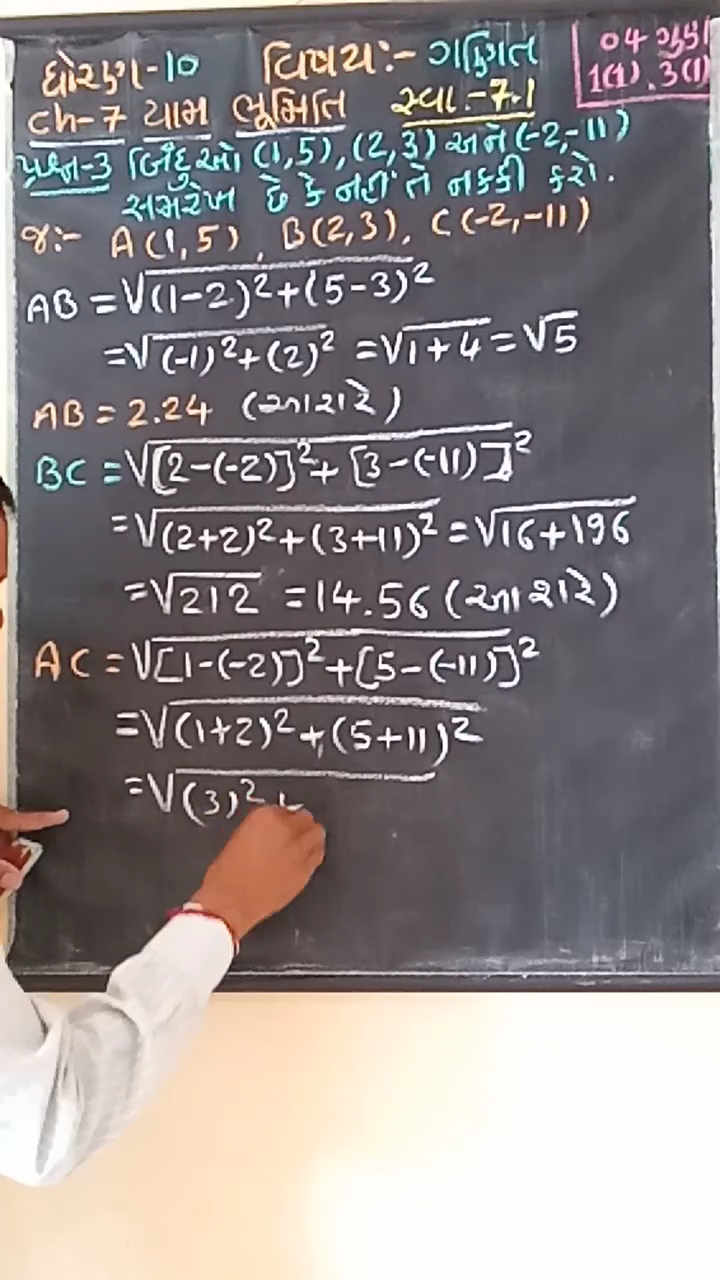 ધોરણ-10 વિષય:- ગણિત
04 ગુણ
1(1), 3(1)
Ch-7 યામ ભૂમિતિ સ્વા.-7.1
પ્રશ્ન-3 બિંદુઓ (1,5), (2,3) અને (-2,-11)
સમરેખ છે કે નહીં તે નક્કી કરો.
જ:- A(1,5), B(2,3), C(-2,-11)
AB = √(1-2)²+(5-3)²
=√(-1)²+(2)² =√1+4 = √5
AB = 2.24 (આશરે)
BC = √[2-(-2)]²+[3-(-11)]²
=√(2+2)²+(3+11)² =√16+196
=√212 = 14.56 (આશરે)
AC = √[1-(-2)]²+[5-(-11)]²
=√(1+2)²+(5+11)²
=√(3)²+